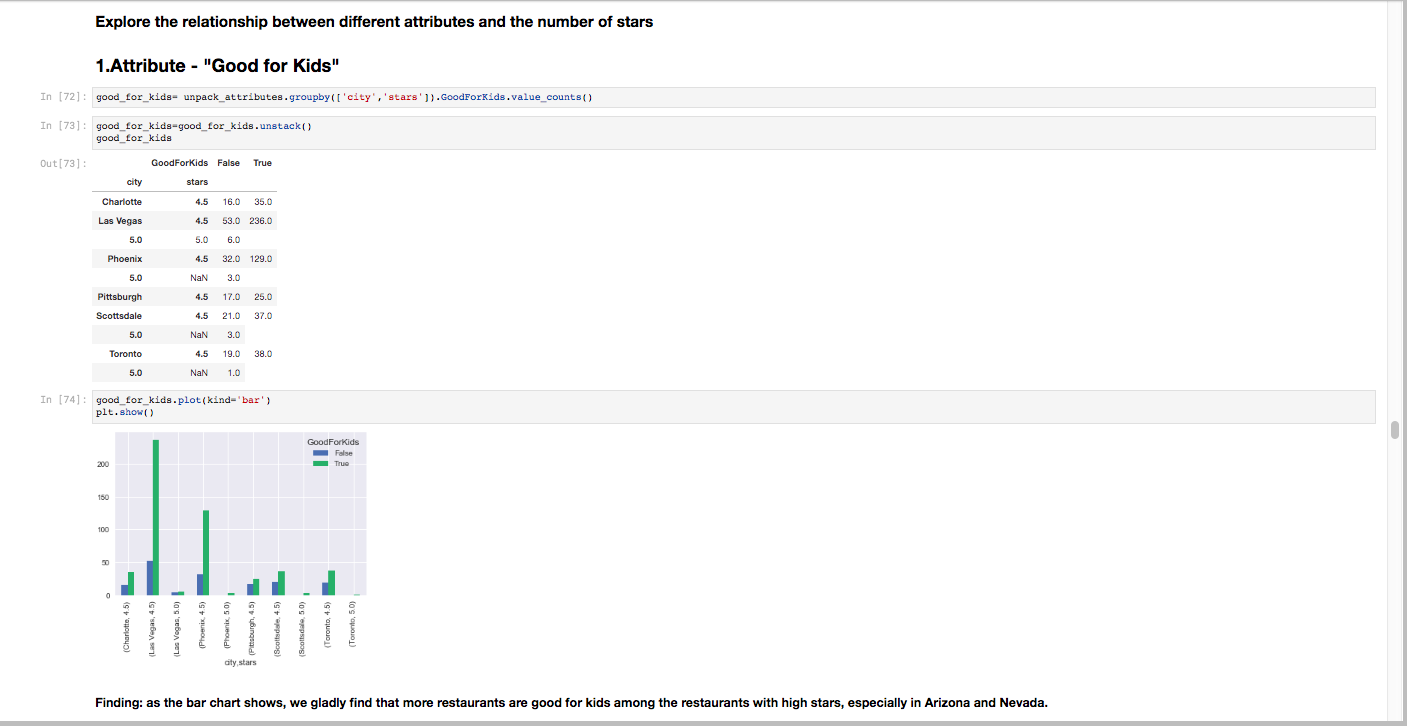 Explore the relationship between different attributes and the number of stars
1.Attribute - "Good for Kids"
In [72]: good_for_kids= unpack_attributes.groupby(['city','stars']).GoodForKids.value_counts()
In [73]: good_for_kids=good_for_kids.unstack()
good_for_kids
Out[73]: GoodForKids False True
city stars
Charlotte 4.5 16.0 35.0
Las Vegas 4.5 53.0 236.0
5.0 5.0 6.0
Phoenix 4.5 32.0 129.0
5.0 NaN 3.0
Pittsburgh 4.5 17.0 25.0
Scottsdale 4.5 21.0 37.0
5.0 NaN 3.0
Toronto 4.5 19.0 38.0
5.0 NaN 1.0
In [74]: good_for_kids.plot(kind='bar')
plt.show()
GoodForKids
False
True
200
150
100
50
0
(Charlotte, 4.5)
(Las Vegas, 4.5)
(Las Vegas, 5.0)
(Phoenix, 4.5)
(Phoenix, 5.0)
(Pittsburgh, 4.5)
(Scottsdale, 4.5)
(Scottsdale, 5.0)
(Toronto, 4.5)
(Toronto, 5.0)
city,stars
Finding: as the bar chart shows, we gladly find that more restaurants are good for kids among the restaurants with high stars, especially in Arizona and Nevada.